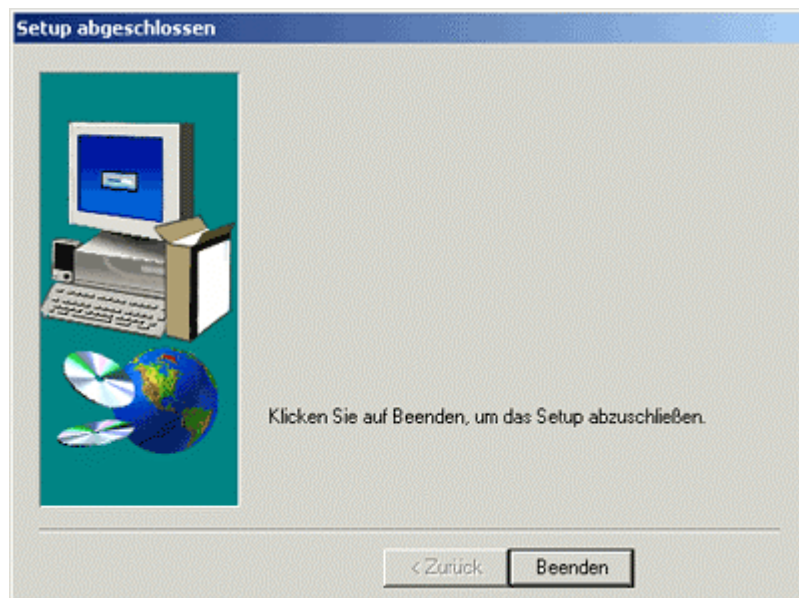 Setup abgeschlossen
Klicken Sie auf Beenden, um das Setup abzuschließen.
< Zurück
Beenden